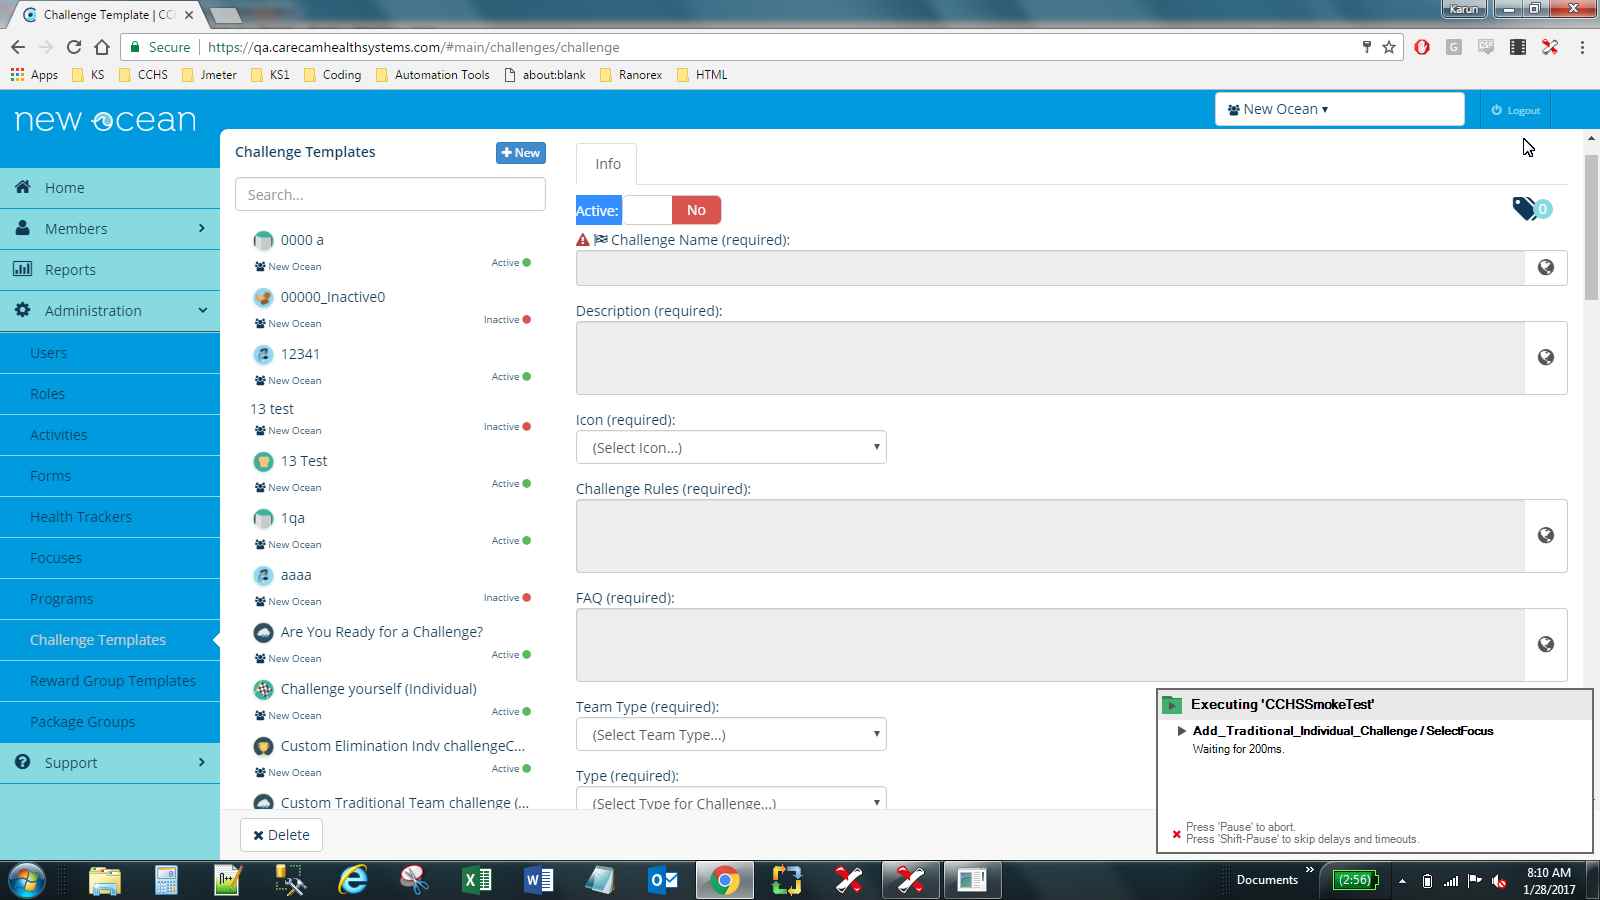 Challenge Template | CC
Karun
Secure
https://qa.carecamhealthsystems.com/#main/challenges/challenge
Apps
KS
CCHS
Jmeter
KS1
Coding
Automation Tools
about:blank
Ranorex
HTML
new ocean
New Ocean
Logout
Home
Members
Reports
Administration
Users
Roles
Activities
Forms
Health Trackers
Focuses
Programs
Challenge Templates
Reward Group Templates
Package Groups
Support
Challenge Templates
+ New
Search...
0000 a
New Ocean
Active
00000_Inactive0
New Ocean
Inactive
12341
New Ocean
Active
13 test
New Ocean
Inactive
13 Test
New Ocean
Active
1qa
New Ocean
Active
aaaa
New Ocean
Inactive
Are You Ready for a Challenge?
New Ocean
Active
Challenge yourself (Individual)
New Ocean
Active
Custom Elimination Indv challengeC...
New Ocean
Active
Custom Traditional Team challenge (...
Delete
Info
Active:
No
0
Challenge Name (required):
Description (required):
Icon (required):
(Select Icon...)
Challenge Rules (required):
FAQ (required):
Team Type (required):
(Select Team Type...)
Type (required):
(Select Type for Challenge...)
Executing 'CCHSSmokeTest'
Add_Traditional_Individual_Challenge / SelectFocus
Waiting for 200ms.
Press 'Pause' to abort.
Press 'Shift-Pause' to skip delays and timeouts.
Documents
(2:56)
8:10 AM
1/28/2017